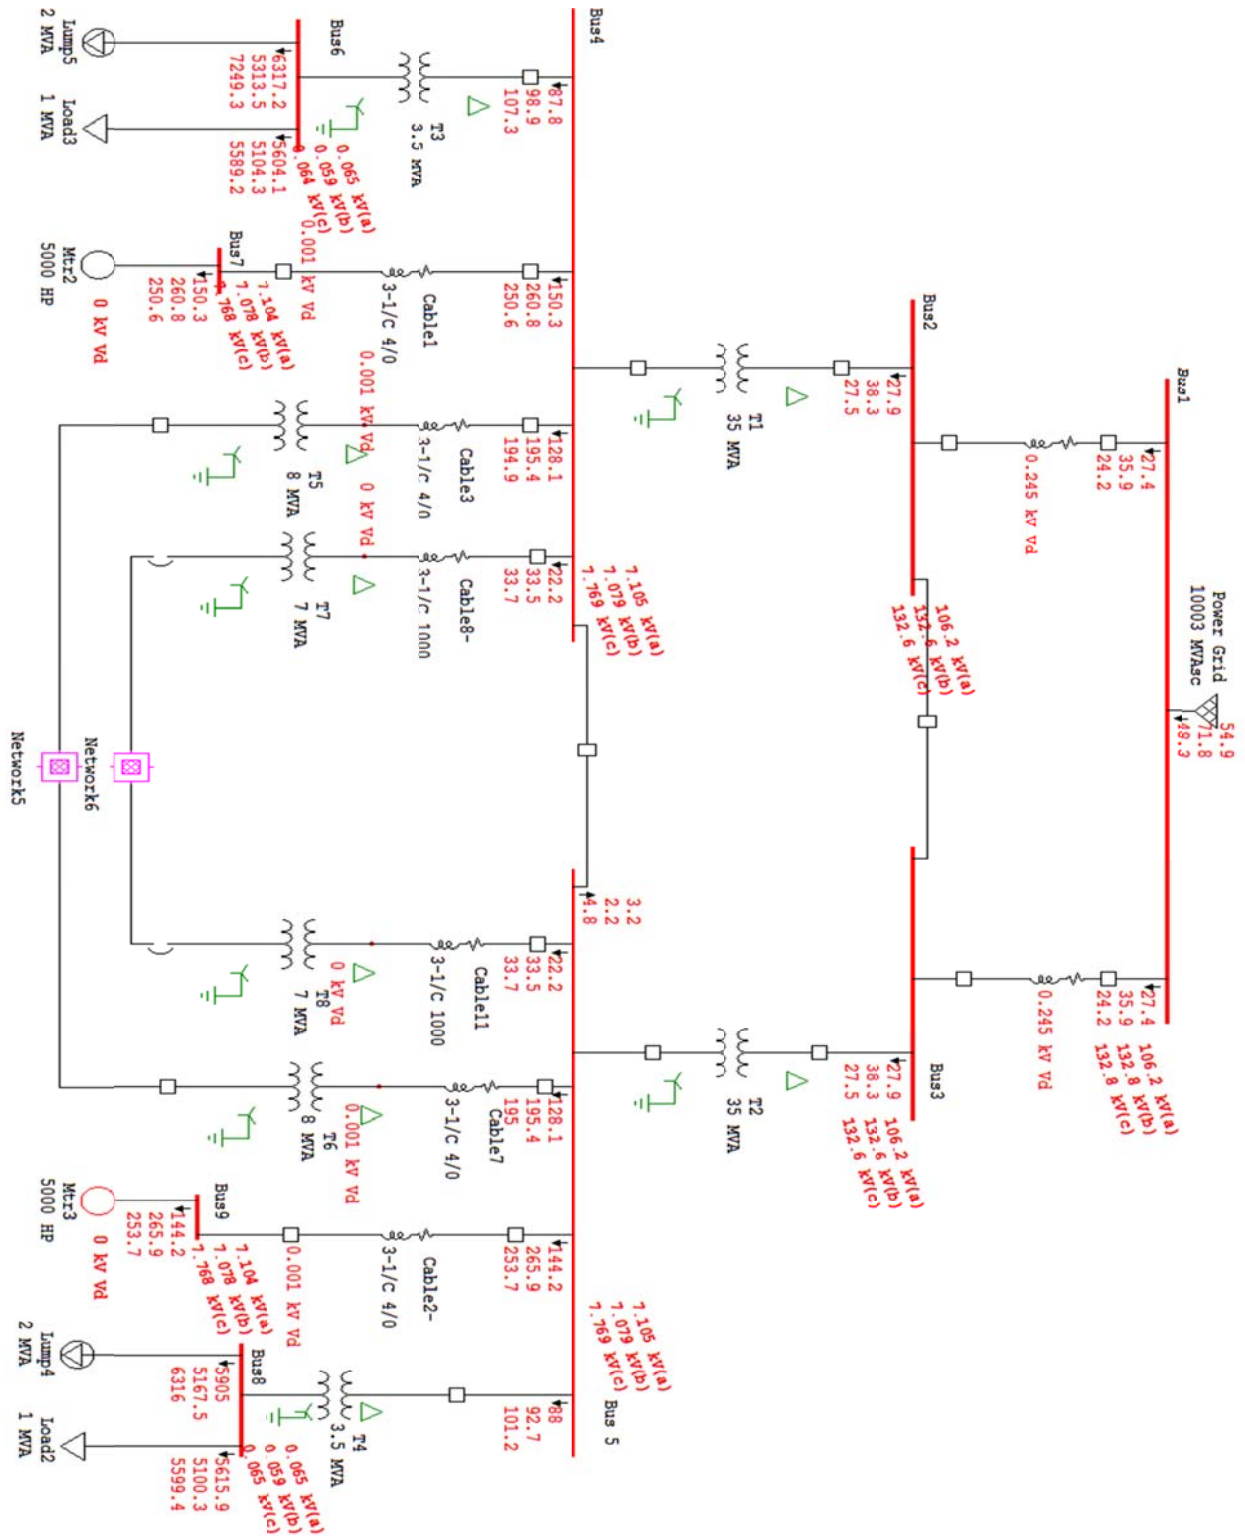 Power Grid
10003 MVAsc
54.9
71.8
49.3
Bus1
27.4
35.9
24.2
27.4
35.9
24.2
106.2 kV(a)
132.8 kV(b)
132.8 kV(c)
0.245 kV Vd
0.245 kV Vd
Bus2
106.2 kV(a)
132.6 kV(b)
132.6 kV(c)
Bus3
106.2 kV(a)
132.6 kV(b)
132.6 kV(c)
27.9
38.3
27.5
27.9
38.3
27.5
T1
35 MVA
T2
35 MVA
Bus4
7.105 kV(a)
7.079 kV(b)
7.769 kV(c)
3.2
2.2
4.8
7.105 kV(a)
7.079 kV(b)
7.769 kV(c)
Bus 5
87.8
98.9
107.3
150.3
260.8
250.6
128.1
195.4
194.9
22.2
33.5
33.7
22.2
33.5
33.7
128.1
195.4
195
144.2
265.9
253.7
88
92.7
101.2
T3
3.5 MVA
Cable1
3-1/C 4/0
Cable3
3-1/C 4/0
Cable8-
3-1/C 1000
Cable11
3-1/C 1000
Cable7
3-1/C 4/0
Cable2-
3-1/C 4/0
T4
3.5 MVA
0.001 kV Vd
0.001 kV Vd
0 kV Vd
0 kV Vd
0.001 kV Vd
0.001 kV Vd
T5
8 MVA
T7
7 MVA
T8
7 MVA
T6
8 MVA
Bus6
0.065 kV(a)
0.059 kV(b)
0.064 kV(c)
6317.2
5313.5
7249.3
5604.1
5104.3
5589.2
Bus7
7.104 kV(a)
7.078 kV(b)
7.768 kV(c)
150.3
260.8
250.6
Bus9
7.104 kV(a)
7.078 kV(b)
7.768 kV(c)
144.2
265.9
253.7
Bus8
0.065 kV(a)
0.059 kV(b)
0.065 kV(c)
5905
5167.5
6316
5615.9
5100.3
5599.4
Lump5
2 MVA
Load3
1 MVA
Mtr2
5000 HP
0 kV Vd
Network6
Network5
Mtr3
5000 HP
0 kV Vd
Lump4
2 MVA
Load2
1 MVA